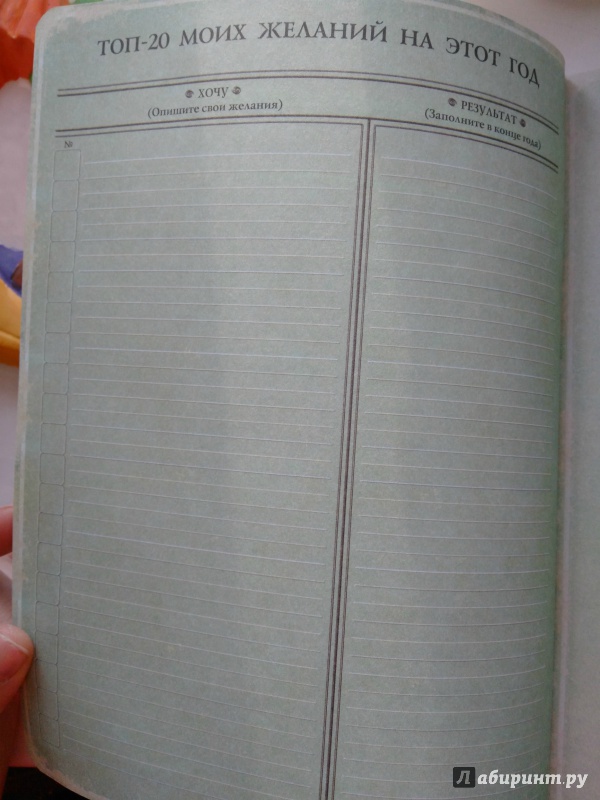 ТОП-20 МОИХ ЖЕЛАНИЙ НА ЭТОТ ГОД
ХОЧУ
(Опишите свои желания)
РЕЗУЛЬТАТ
(Заполните в конце года)
№
Лабиринт.ру